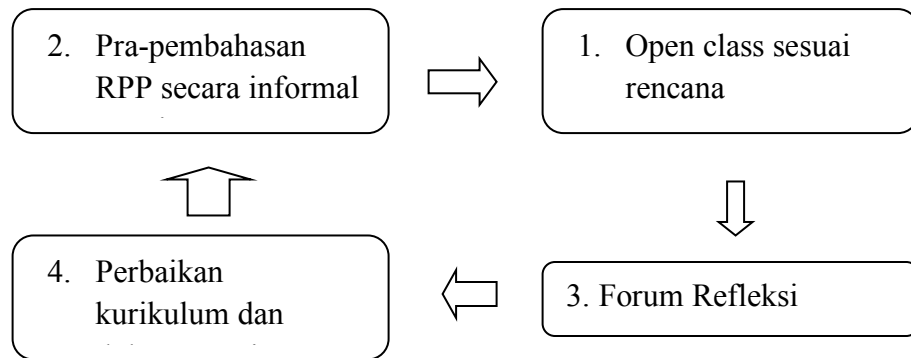 2. Pra-pembahasan
RPP secara informal
1. Open class sesuai
rencana
4. Perbaikan
kurikulum dan
3. Forum Refleksi